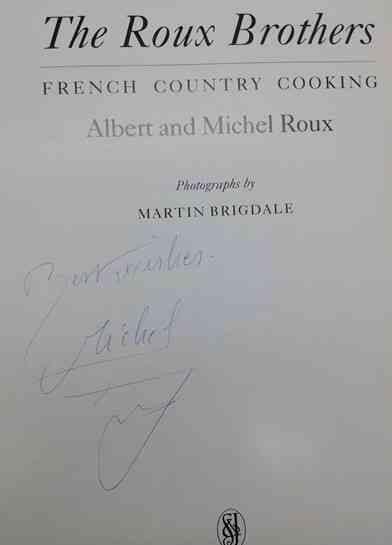 The Roux Brothers
FRENCH COUNTRY COOKING
Albert and Michel Roux
Photographs by
MARTIN BRIGDALE
Best wishes.
Michel